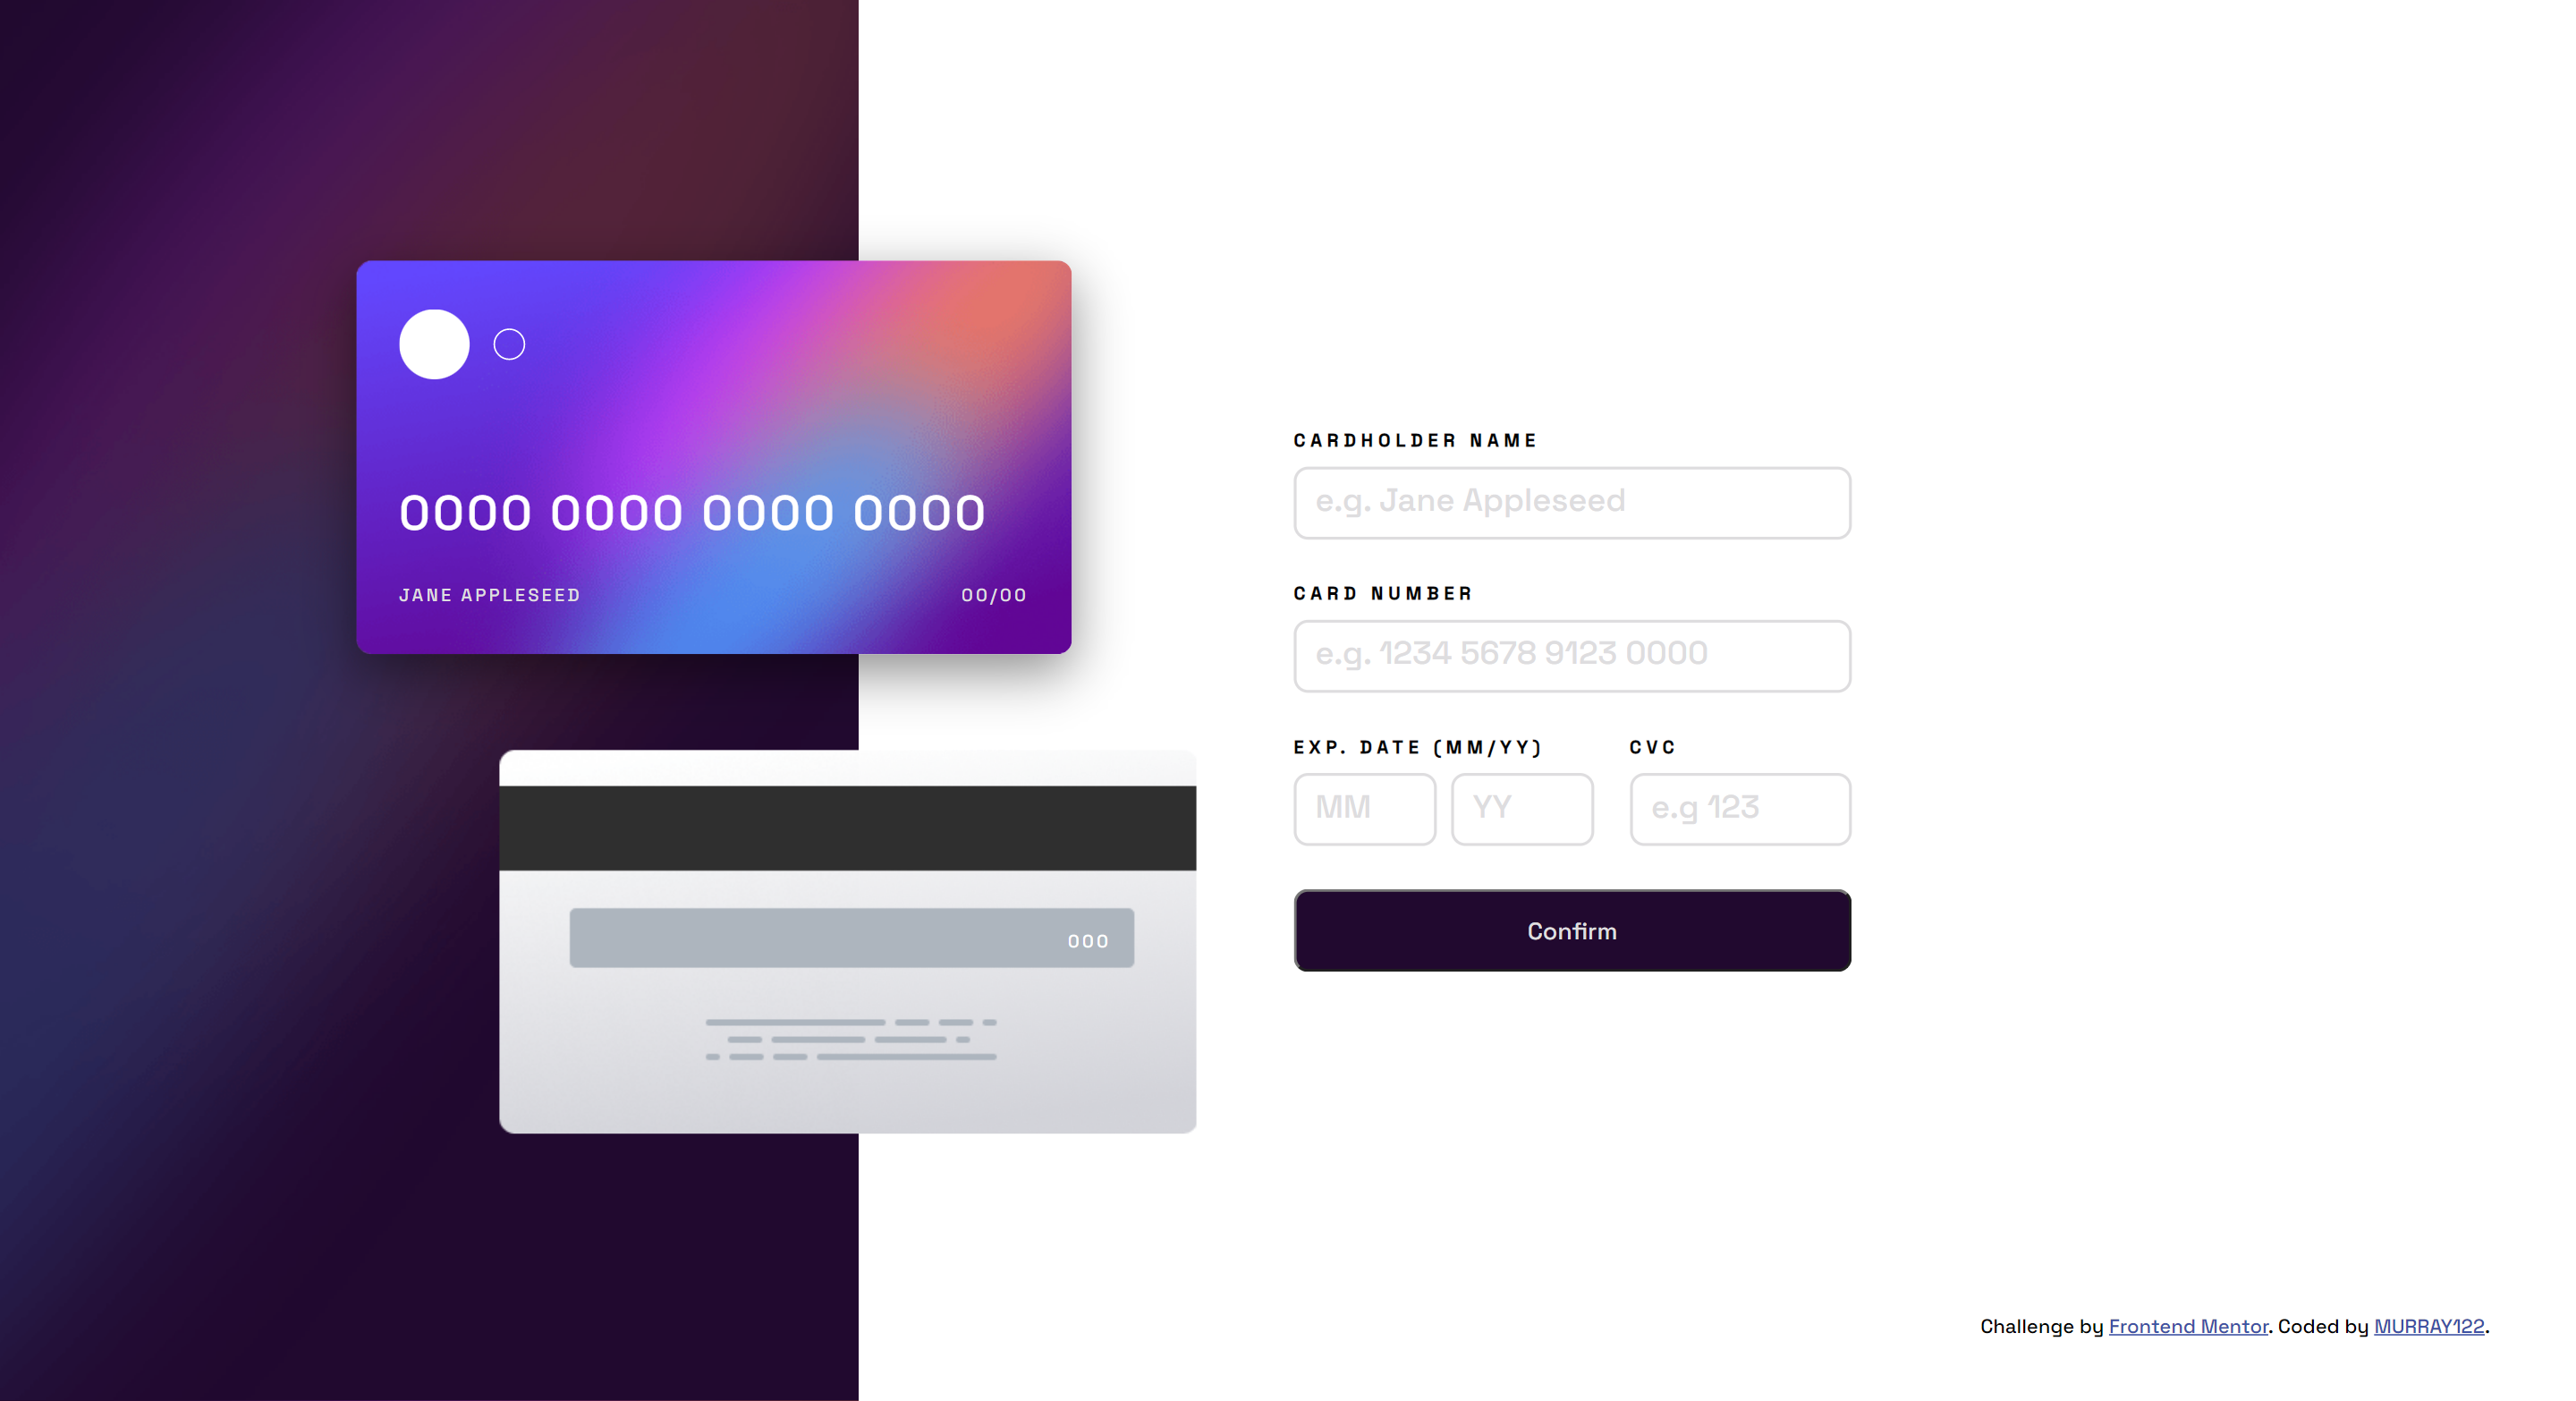 0000 0000 0000 0000
JANE APPLESEED 00/00
000
CARDHOLDER NAME
e.g. Jane Appleseed
CARD NUMBER
e.g. 1234 5678 9123 0000
EXP. DATE (MM/YY) CVC
MM YY e.g 123
Confirm
Challenge by Frontend Mentor. Coded by MURRAY122.